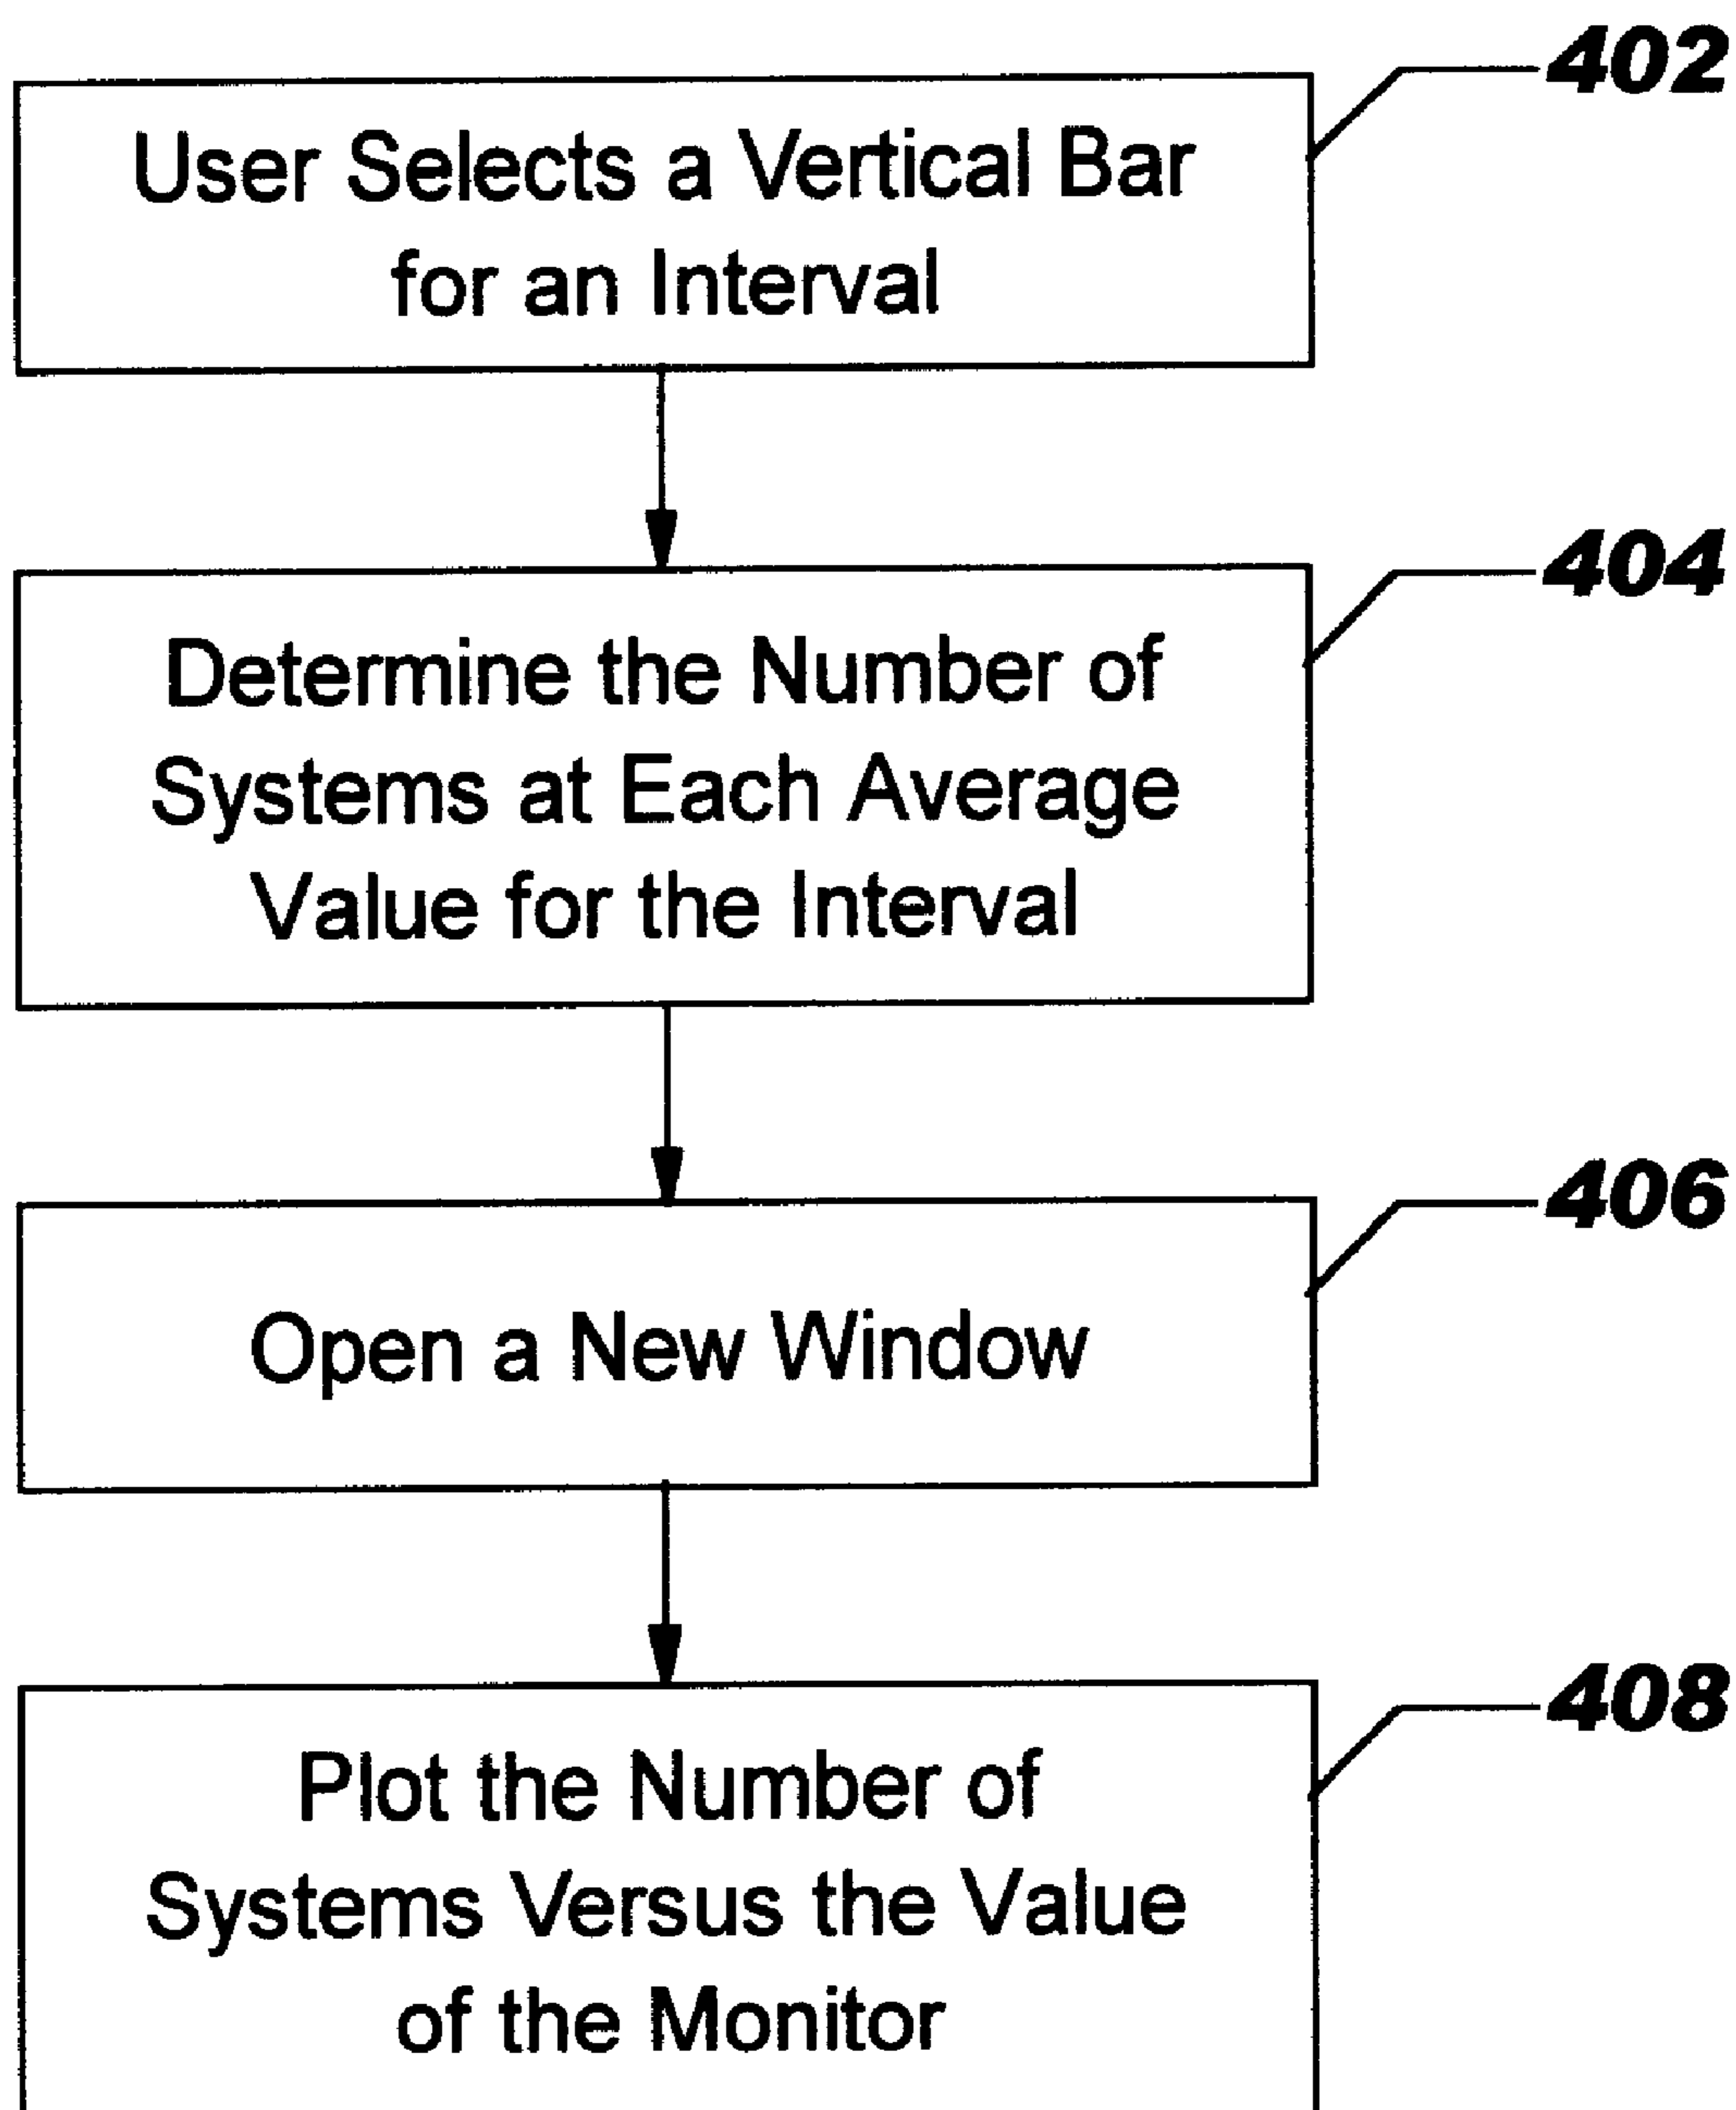 402
User Selects a Vertical Bar
for an Interval
404
Determine the Number of
Systems at Each Average
Value for the Interval
406
Open a New Window
408
Plot the Number of
Systems Versus the Value
of the Monitor